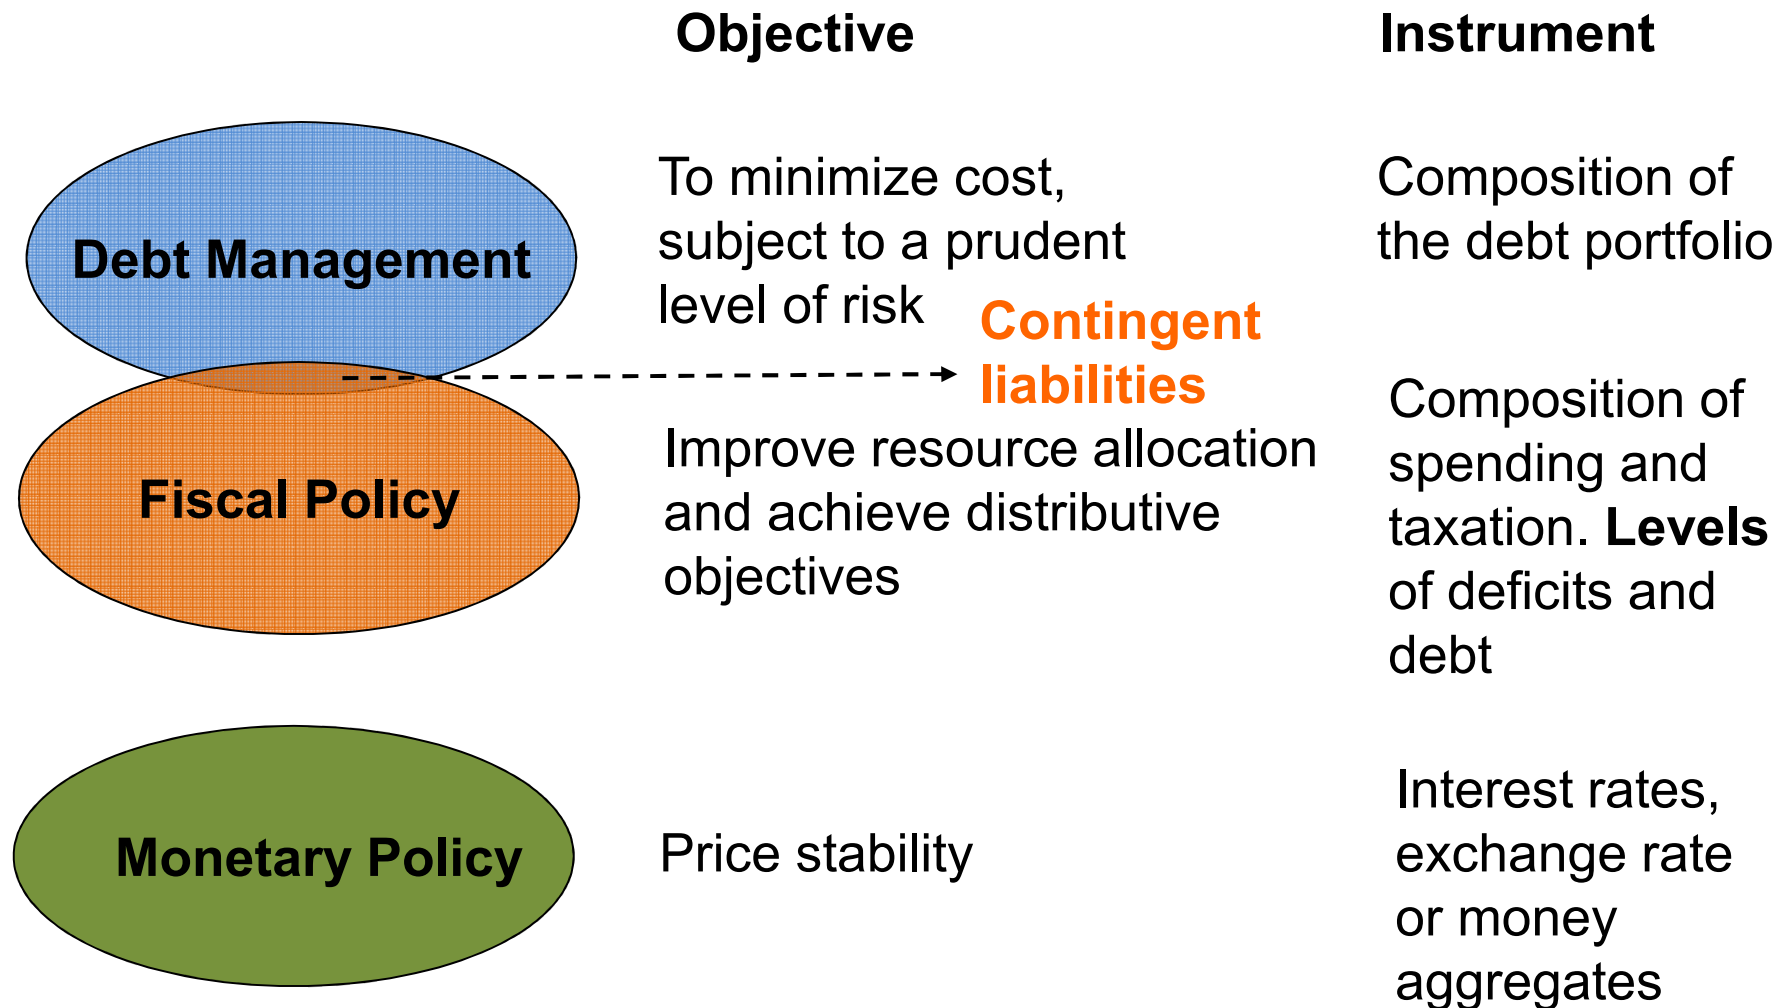 Objective
Instrument
Debt Management
To minimize cost,
subject to a prudent
level of risk
Composition of
the debt portfolio
Contingent
liabilities
Fiscal Policy
Improve resource allocation
and achieve distributive
objectives
Composition of
spending and
taxation. Levels
of deficits and
debt
Monetary Policy
Price stability
Interest rates,
exchange rate
or money
aggregates